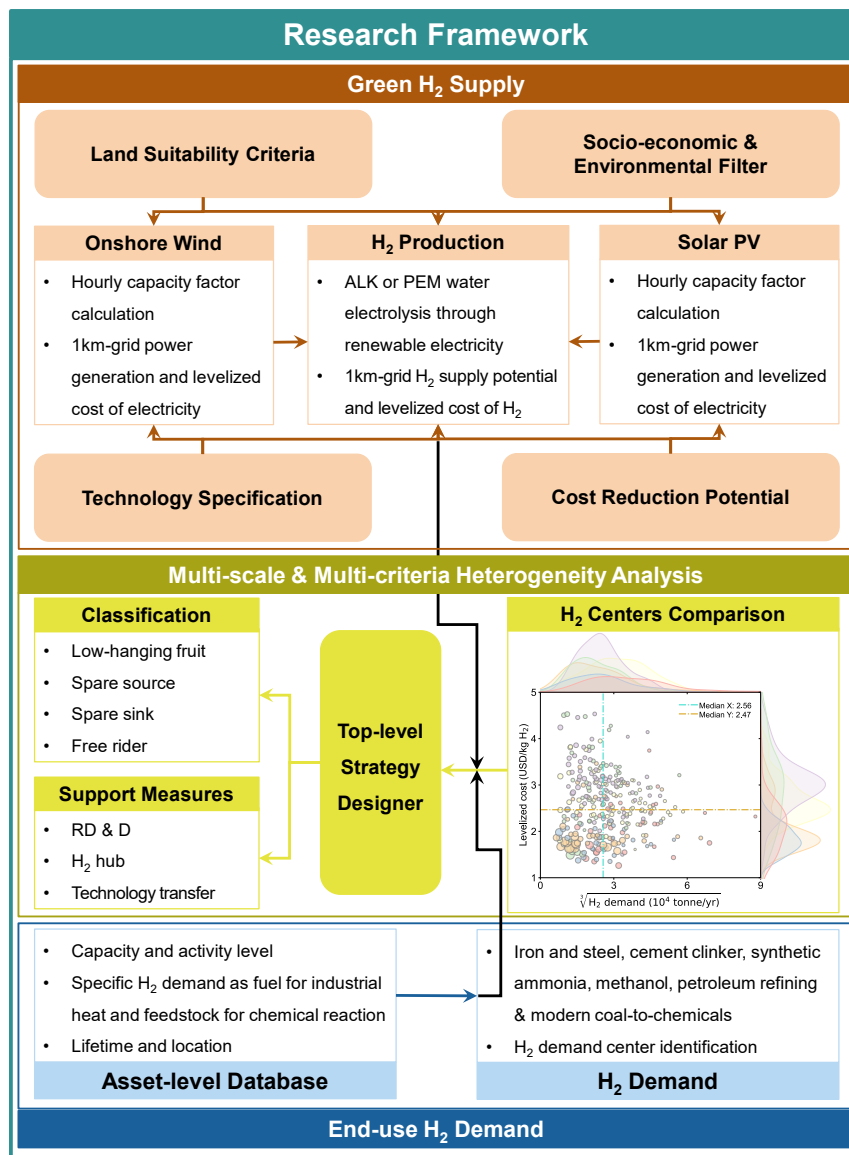 Research Framework
Green H₂ Supply
Land Suitability Criteria
Socio-economic &
Environmental Filter
Onshore Wind
• Hourly capacity factor
calculation
• 1km-grid power
generation and levelized
cost of electricity
H₂ Production
• ALK or PEM water
electrolysis through
renewable electricity
• 1km-grid H₂ supply potential
and levelized cost of H₂
Solar PV
• Hourly capacity factor
calculation
• 1km-grid power
generation and levelized
cost of electricity
Technology Specification
Cost Reduction Potential
Multi-scale & Multi-criteria Heterogeneity Analysis
Classification
• Low-hanging fruit
• Spare source
• Spare sink
• Free rider
Support Measures
• RD & D
• H₂ hub
• Technology transfer
Top-level
Strategy
Designer
H₂ Centers Comparison
Median X: 2.56
Median Y: 2.47
Levelized cost (USD/kg H₂)
5
4
3
2
1
0
3
6
9
∛H₂ demand (10⁴ tonne/yr)
• Capacity and activity level
• Specific H₂ demand as fuel for industrial
heat and feedstock for chemical reaction
• Lifetime and location
Asset-level Database
• Iron and steel, cement clinker, synthetic
ammonia, methanol, petroleum refining
& modern coal-to-chemicals
• H₂ demand center identification
H₂ Demand
End-use H₂ Demand